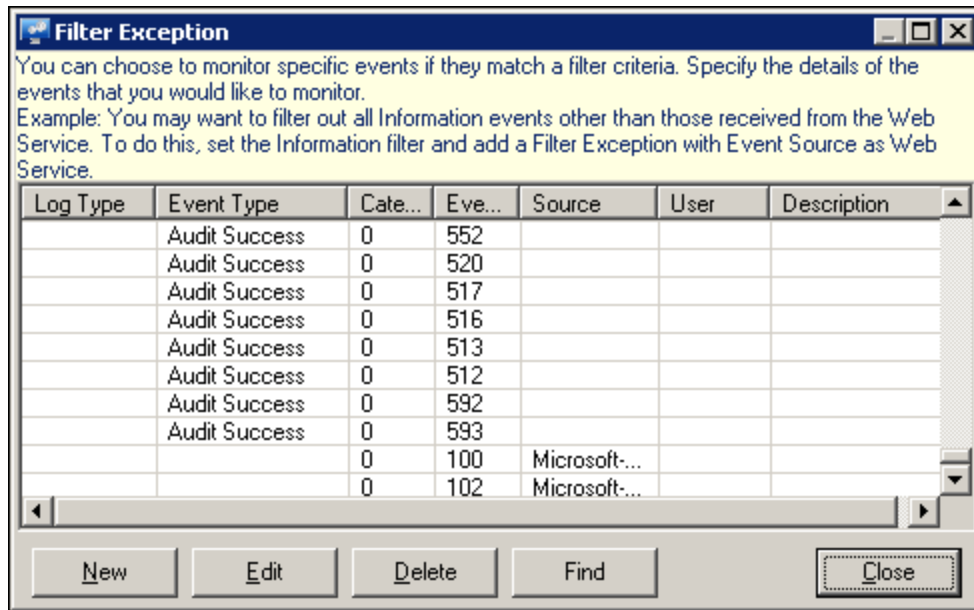 Filter Exception
You can choose to monitor specific events if they match a filter criteria. Specify the details of the
events that you would like to monitor.
Example: You may want to filter out all Information events other than those received from the Web
Service. To do this, set the Information filter and add a Filter Exception with Event Source as Web
Service.
Log Type Event Type Cate... Eve... Source User Description
Audit Success 0 552
Audit Success 0 520
Audit Success 0 517
Audit Success 0 516
Audit Success 0 513
Audit Success 0 512
Audit Success 0 592
Audit Success 0 593
0 100 Microsoft-...
0 102 Microsoft-...
New Edit Delete Find Close